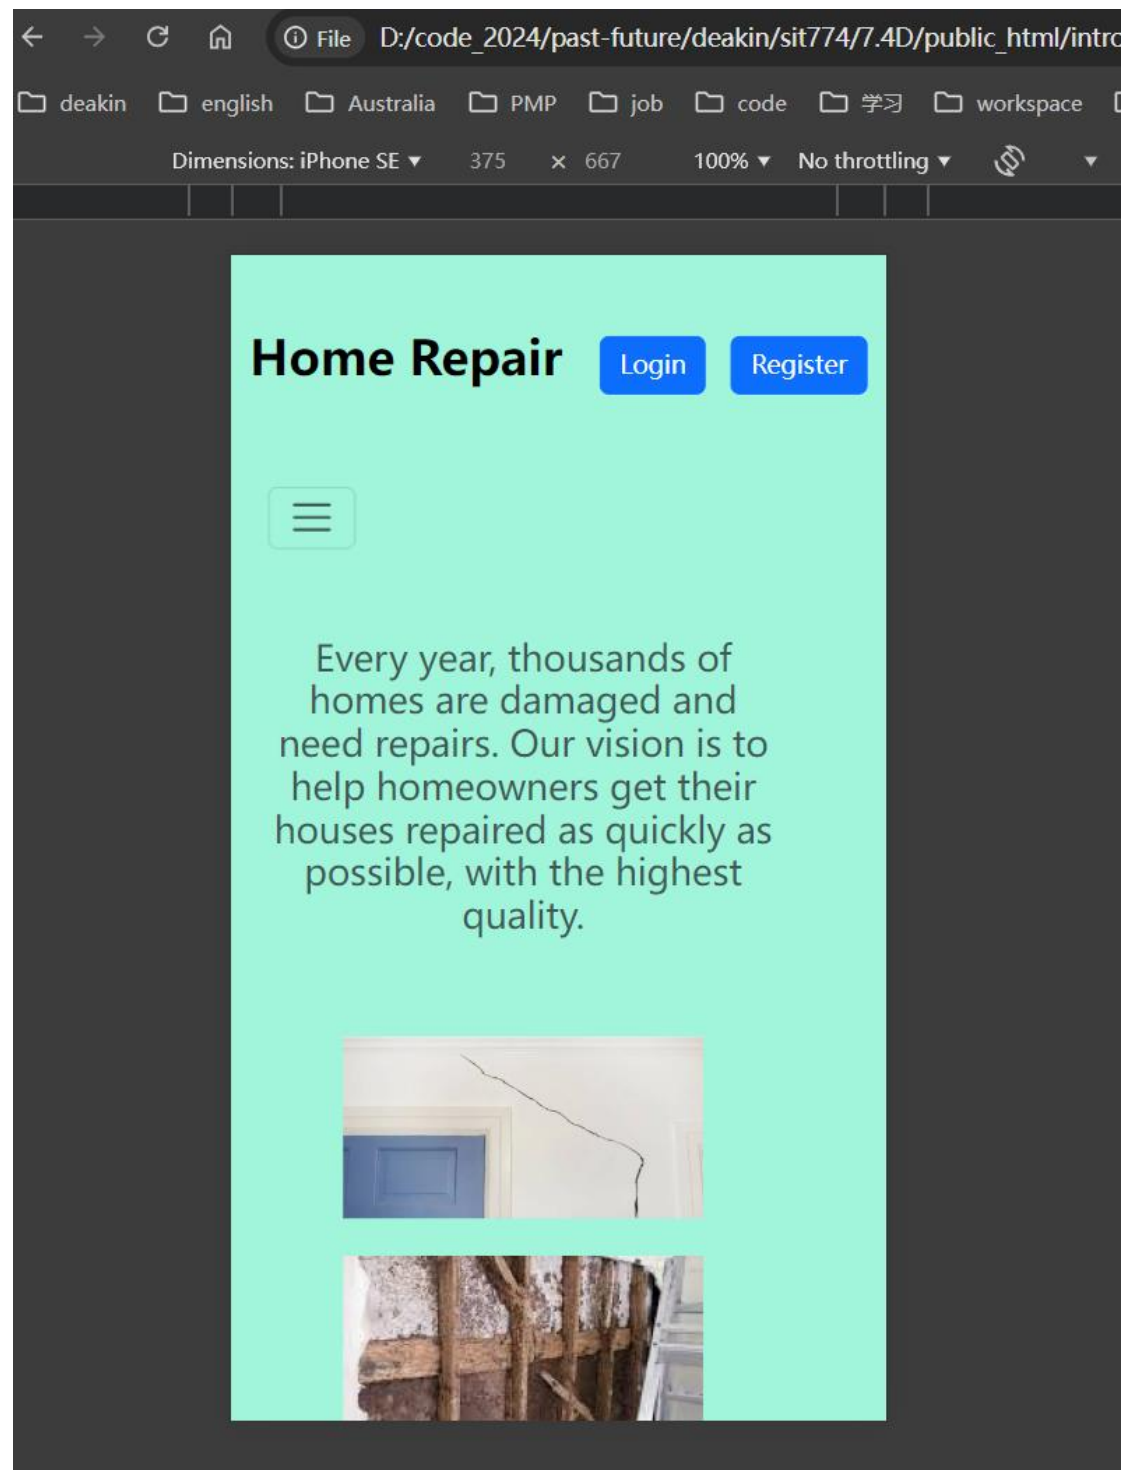 File D:/code_2024/past-future/deakin/sit774/7.4D/public_html/intro
deakin english Australia PMP job code 学习 workspace
Dimensions: iPhone SE ▼ 375 × 667 100% ▼ No throttling ▼ ▼
Home Repair Login Register
Every year, thousands of
homes are damaged and
need repairs. Our vision is to
help homeowners get their
houses repaired as quickly as
possible, with the highest
quality.